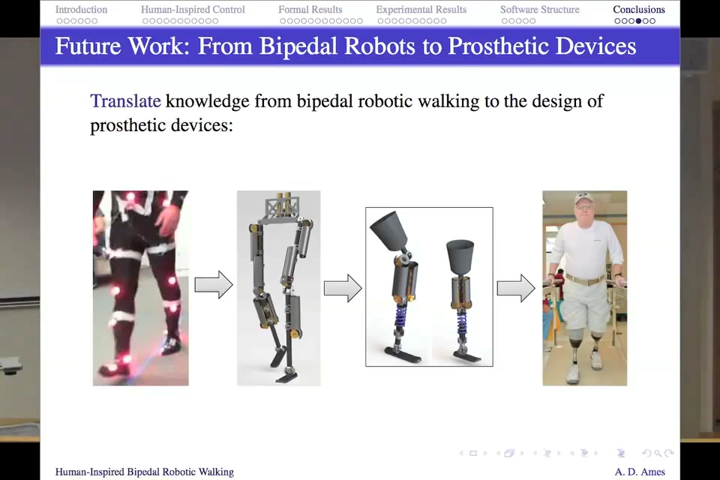 Introduction Human-Inspired Control Formal Results Experimental Results Software Structure Conclusions
Future Work: From Bipedal Robots to Prosthetic Devices
Translate knowledge from bipedal robotic walking to the design of
prosthetic devices:
Human-Inspired Bipedal Robotic Walking A. D. Ames